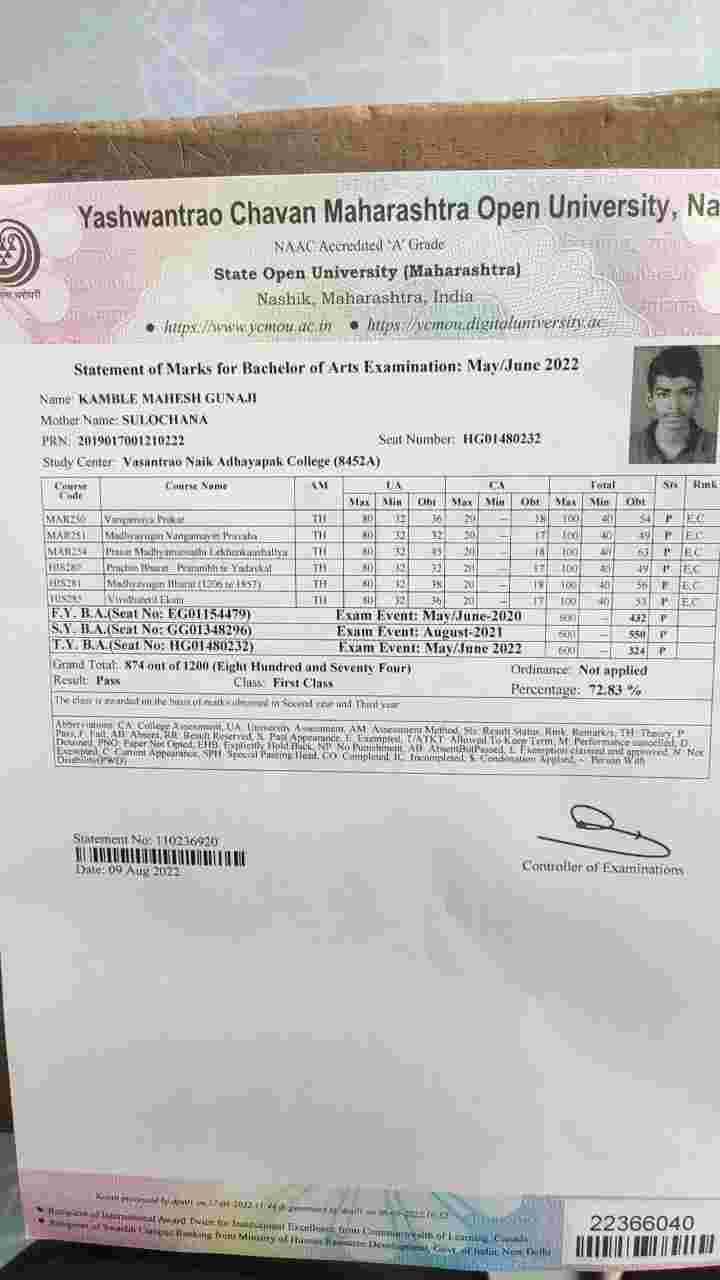 Yashwantrao Chavan Maharashtra Open University, Na
NAAC Accredited 'A' Grade
State Open University (Maharashtra)
Nashik, Maharashtra, India
● https://www.ycmou.ac.in ● https://ycmou.digitaluniversity.ac
Statement of Marks for Bachelor of Arts Examination: May/June 2022
Name: KAMBLE MAHESH GUNAJI
Mother Name: SULOCHANA
PRN: 2019017001210222 Seat Number: HG01480232
Study Center: Vasantrao Naik Adhayapak College (8452A)
Course Code Course Name AM UA CA Total Sts Rmk
Max Min Obt Max Min Obt Max Min Obt
MAR250 Vangamya Prakar TH 80 32 36 20 -- 18 100 40 54 P E,C
MAR251 Madhyayugin Vangamayin Pravaha TH 80 32 32 20 -- 17 100 40 49 P E,C
MAR254 TH 80 32 45 20 -- 18 100 40 63 P E,C
HIS280 Prachin Bharat : Prarambh te Yadavkal TH 80 32 32 20 -- 17 100 40 49 P E,C
HIS281 Madhyayugin Bharat (1206 te 1857) TH 80 32 38 20 -- 18 100 40 56 P E,C
HIS285 Vividhateril Ekatn TH 80 32 36 20 -- 17 100 40 53 P E,C
F.Y. B.A.(Seat No: EG01154479) Exam Event: May/June-2020 600 -- 432 P
S.Y. B.A.(Seat No: GG01348296) Exam Event: August-2021 600 -- 550 P
T.Y. B.A.(Seat No: HG01480232) Exam Event: May/June 2022 600 -- 324 P
Grand Total: 874 out of 1200 (Eight Hundred and Seventy Four) Ordinance: Not applied
Result: Pass Class: First Class Percentage: 72.83 %
The class is awarded on the basis of marks obtained in Second year and Third year
Abbreviations: CA: College Assessment, UA: University Assessment, AM: Assessment Method, Sts: Result Status, Rmk: Remarks, TH: Theory, P:
Pass, F: Fail, AB: Absent, RR: Result Reserved, X: Past Appearance, E: Exempted, T/ATKT: Allowed To Keep Term, M: Performance cancelled, D:
Detained, PNO: Paper Not Opted, EHB: Explicitly Hold Back, NP: No Punishment, AB: AbsentButPassed, I: Exemption claimed and approved, N: Not
Exempted, C: Current Appearance, SPH: Special Passing Head, CO: Completed, IC: Incompleted, $: Condonation Applied, ~: Person With
Disability(PWD)
Statement No: 110236920
Date: 09 Aug 2022
Controller of Examinations
● Recipient of International Award Twice for Institutional Excellence from Commonwealth of Learning, Canada
● Recipient of Swachh Campus Ranking from Ministry of Human Resource Development, Govt. of India, New Delhi
22366040